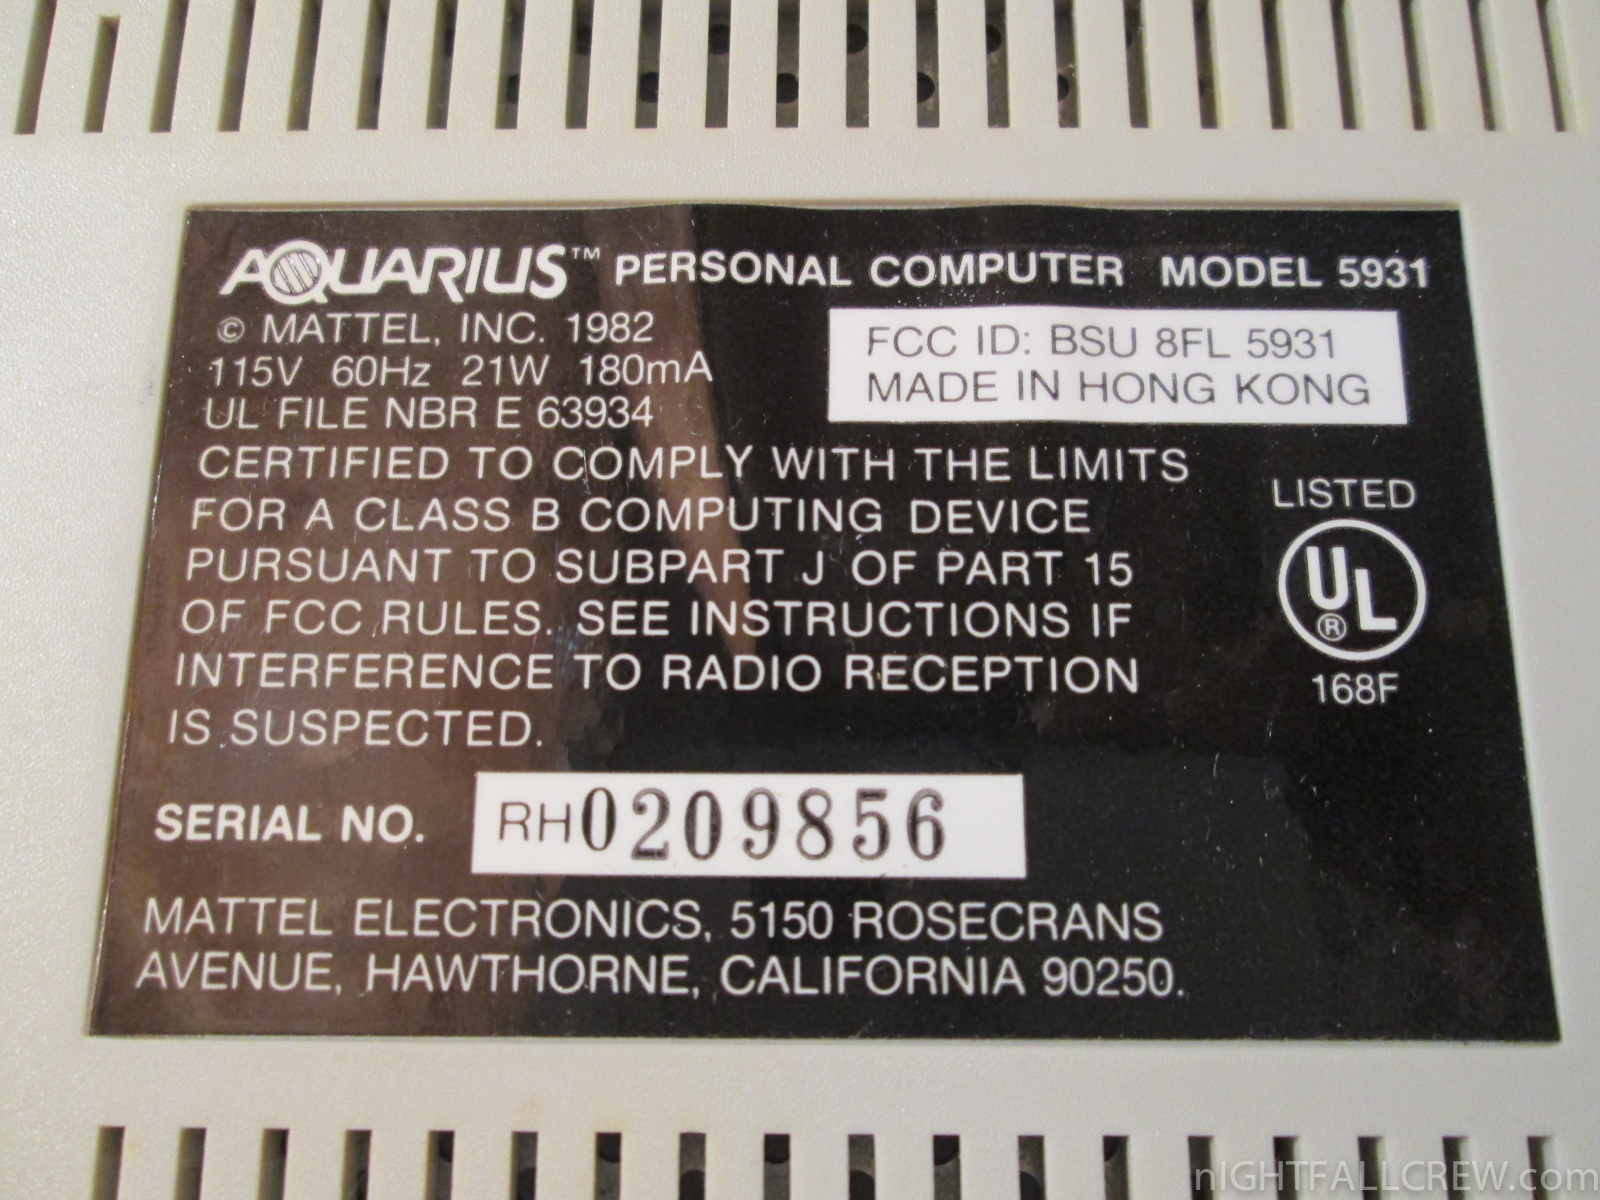 AQUARIUS™ PERSONAL COMPUTER MODEL 5931
© MATTEL, INC. 1982
115V 60Hz 21W 180mA
UL FILE NBR E 63934
FCC ID: BSU 8FL 5931
MADE IN HONG KONG
CERTIFIED TO COMPLY WITH THE LIMITS
FOR A CLASS B COMPUTING DEVICE
PURSUANT TO SUBPART J OF PART 15
OF FCC RULES. SEE INSTRUCTIONS IF
INTERFERENCE TO RADIO RECEPTION
IS SUSPECTED.
LISTED
UL
®
168F
SERIAL NO. RH0209856
MATTEL ELECTRONICS, 5150 ROSECRANS
AVENUE, HAWTHORNE, CALIFORNIA 90250.
nIGHTFALLCREW.com